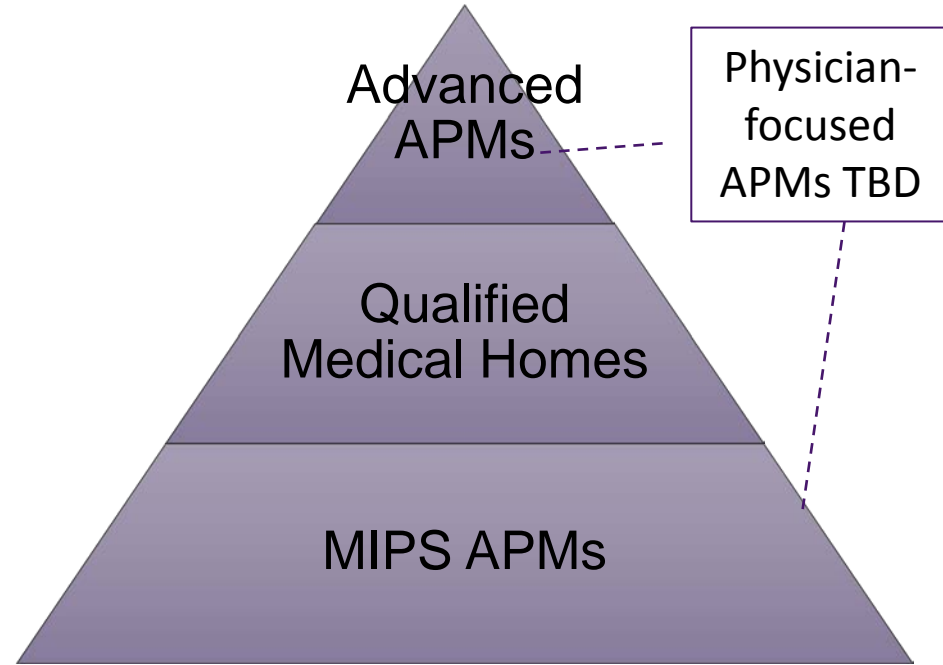 Advanced
APMs
Physician-
focused
APMs TBD
Qualified
Medical Homes
MIPS APMs